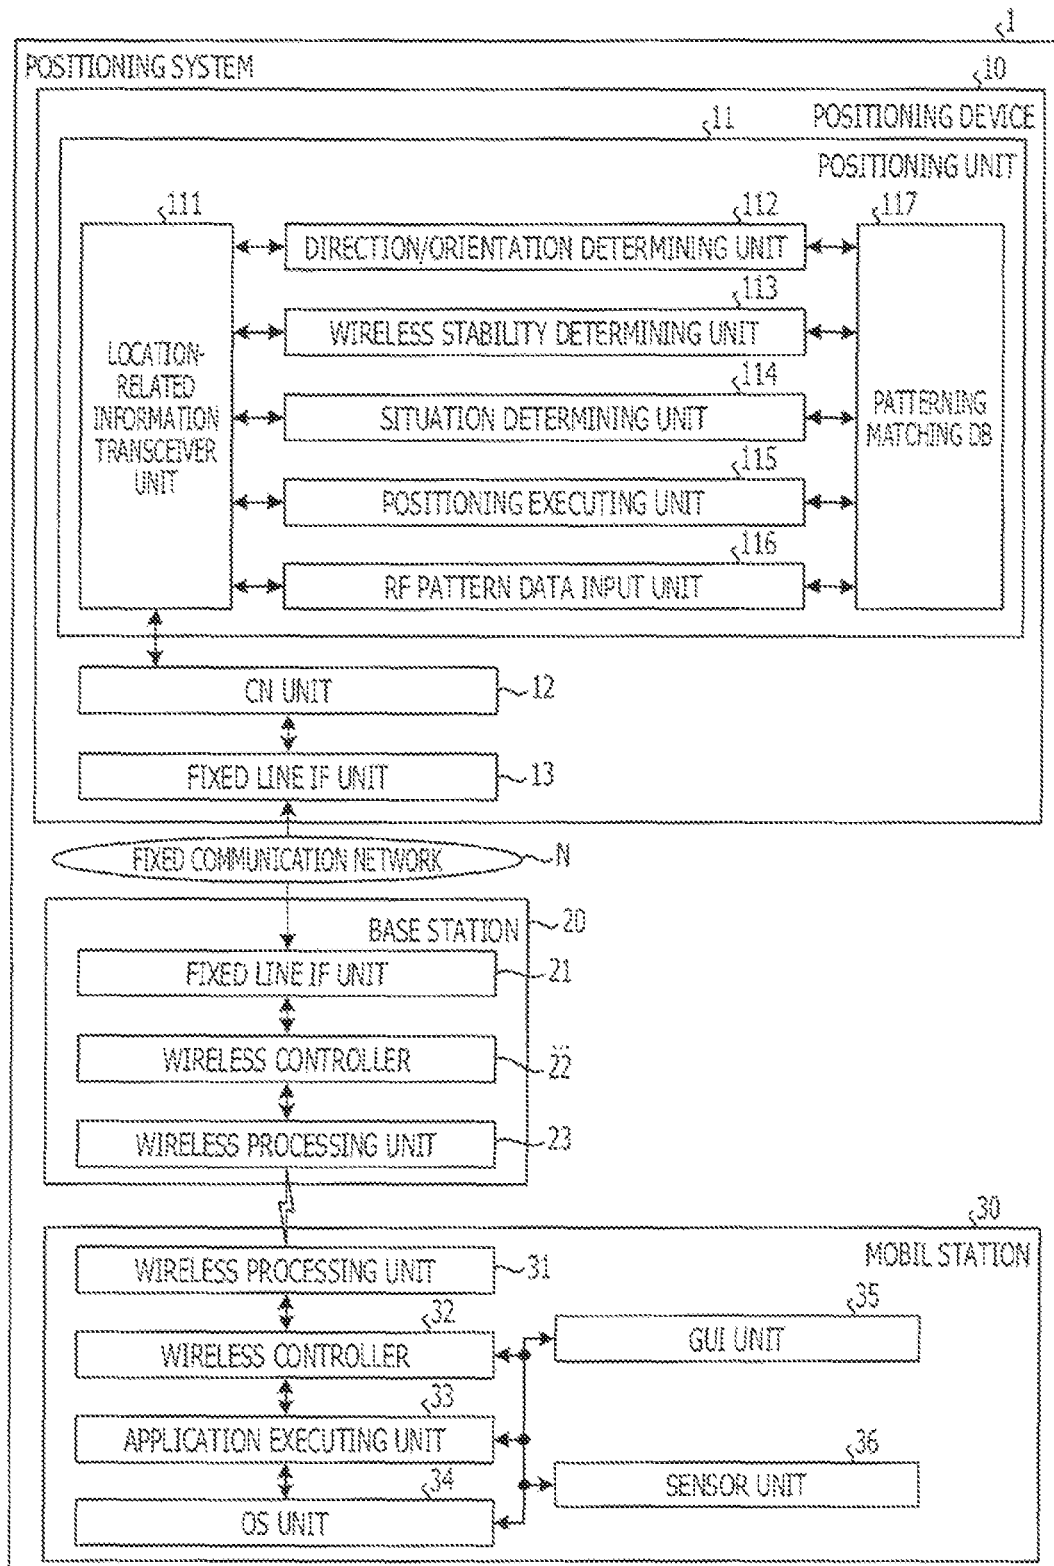 1
POSITIONING SYSTEM
10
POSITIONING DEVICE
11
POSITIONING UNIT
111
112
117
DIRECTION/ORIENTATION DETERMINING UNIT
113
WIRELESS STABILITY DETERMINING UNIT
LOCATION-
RELATED
INFORMATION
TRANSCEIVER
UNIT
114
SITUATION DETERMINING UNIT
PATTERNING
MATCHING DB
115
POSITIONING EXECUTING UNIT
116
RF PATTERN DATA INPUT UNIT
CN UNIT
12
FIXED LINE IF UNIT
13
FIXED COMMUNICATION NETWORK
N
BASE STATION
20
FIXED LINE IF UNIT
21
WIRELESS CONTROLLER
22
WIRELESS PROCESSING UNIT
23
30
MOBIL STATION
WIRELESS PROCESSING UNIT
31
32
WIRELESS CONTROLLER
35
GUI UNIT
33
APPLICATION EXECUTING UNIT
36
SENSOR UNIT
34
OS UNIT